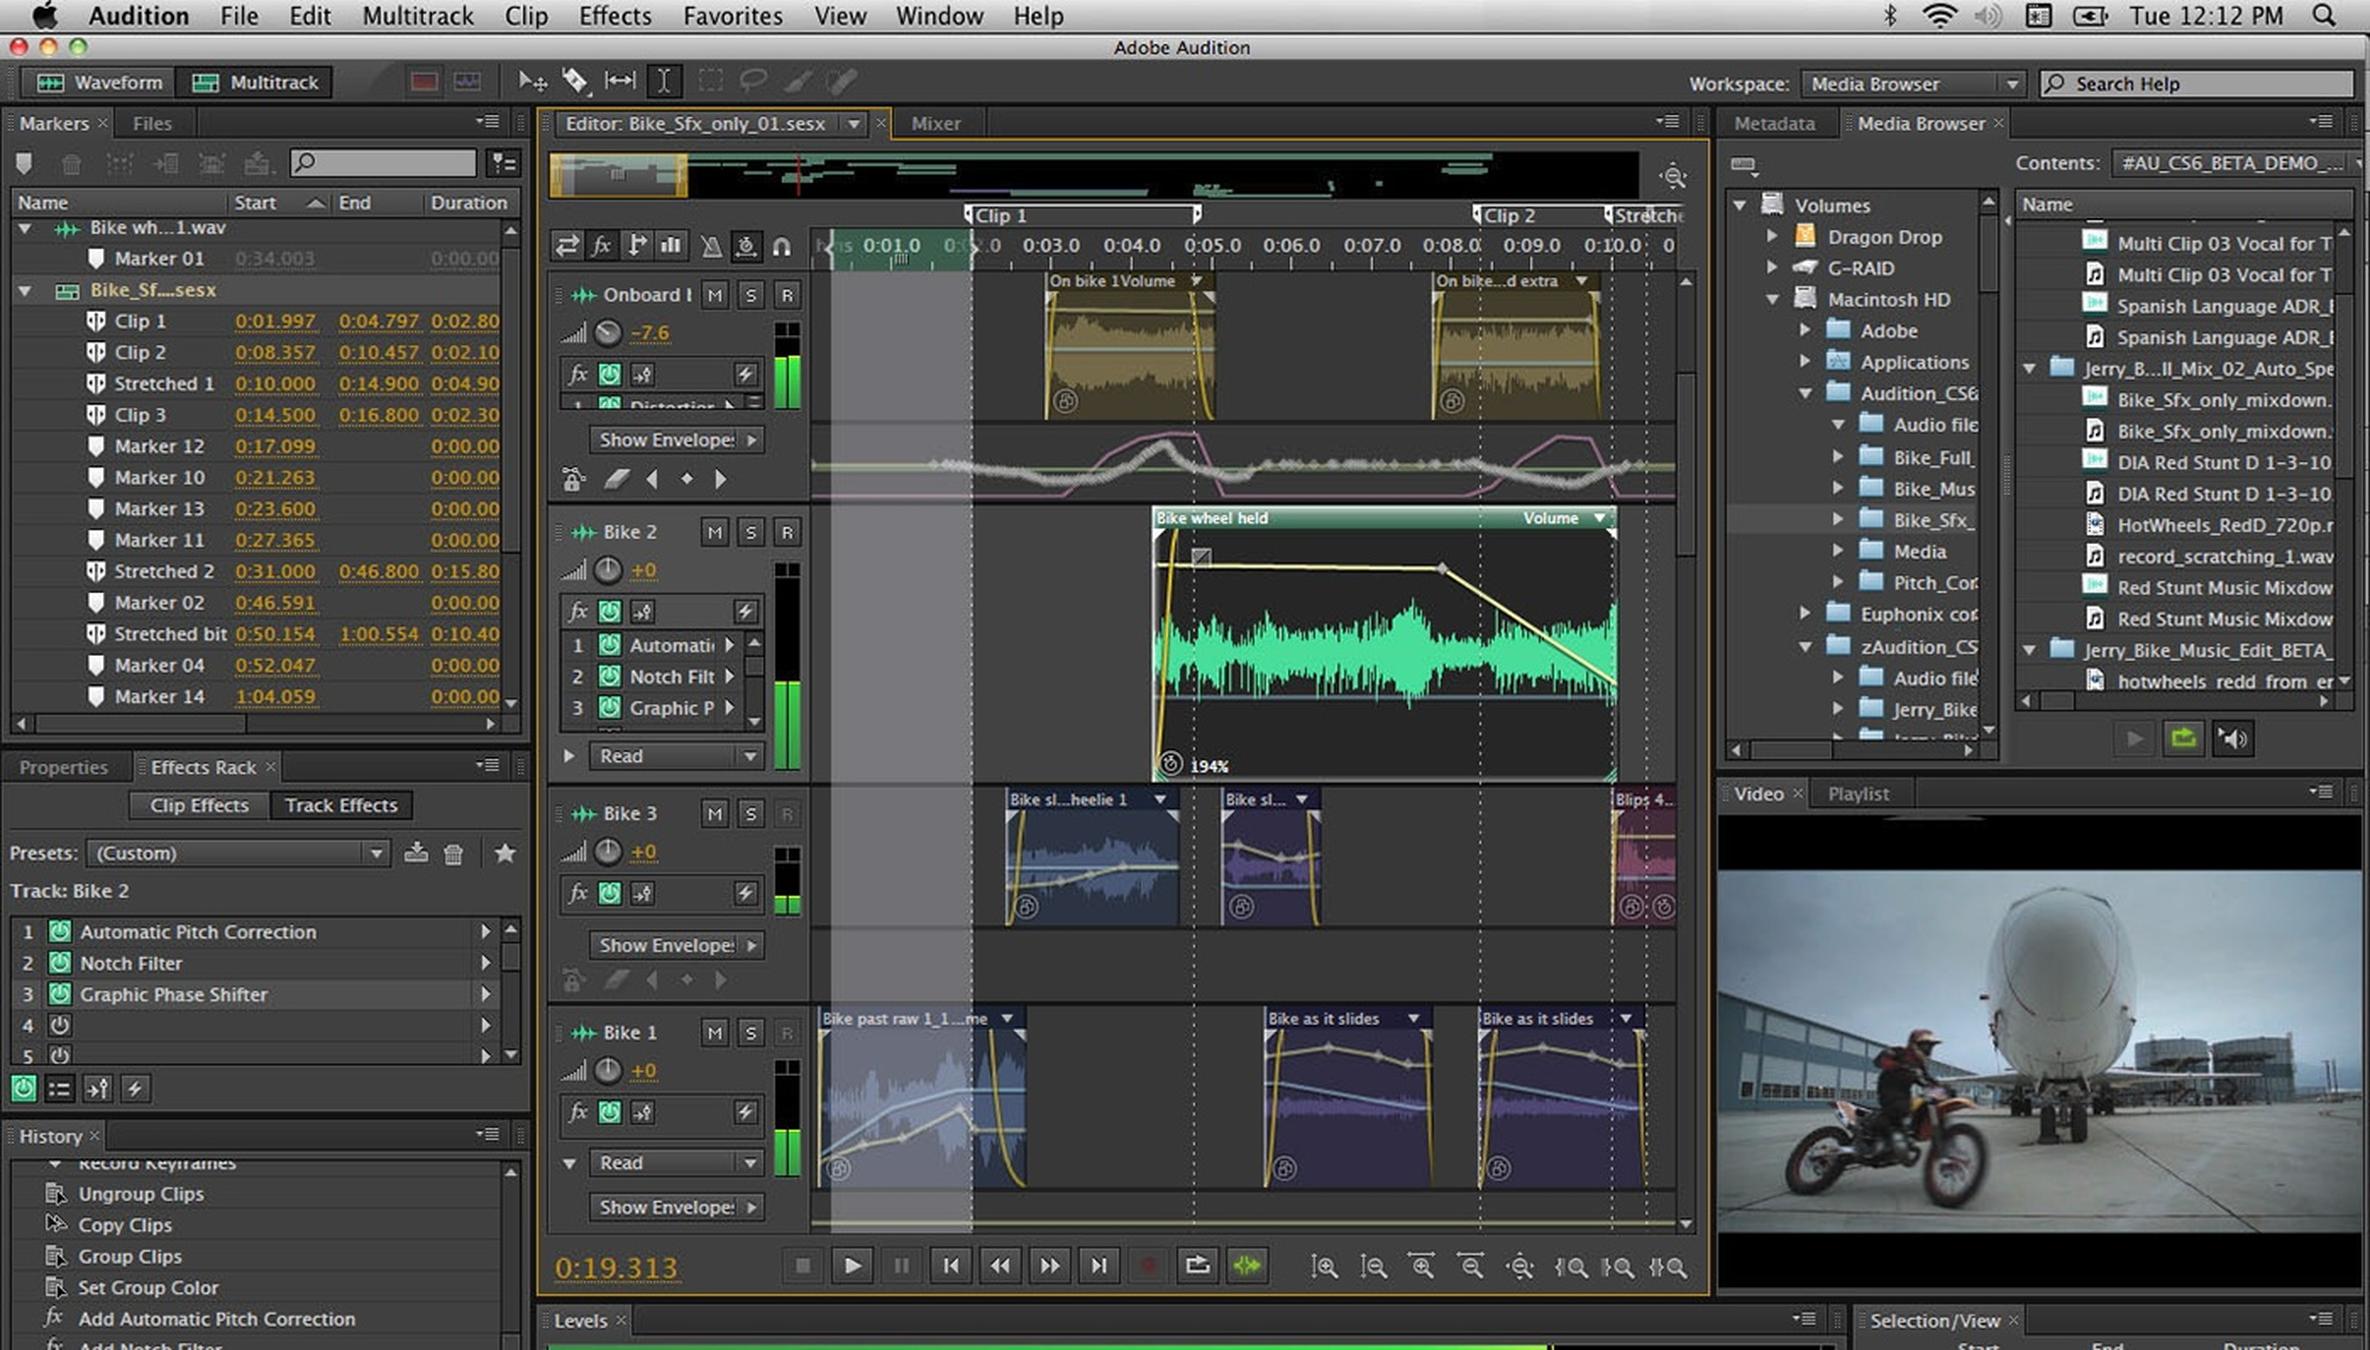 Audition File Edit Multitrack Clip Effects Favorites View Window Help Tue 12:12 PM
Adobe Audition
Waveform Multitrack Workspace: Media Browser Search Help
Markers Files
Name Start End Duration
Bike wh...1.wav
Marker 01 0:34.003 0:00.00
Bike_Sf....sesx
Clip 1 0:01.997 0:04.797 0:02.80
Clip 2 0:08.357 0:10.457 0:02.10
Stretched 1 0:10.000 0:14.900 0:04.90
Clip 3 0:14.500 0:16.800 0:02.30
Marker 12 0:17.099 0:00.00
Marker 10 0:21.263 0:00.00
Marker 13 0:23.600 0:00.00
Marker 11 0:27.365 0:00.00
Stretched 2 0:31.000 0:46.800 0:15.80
Marker 02 0:46.591 0:00.00
Stretched bit 0:50.154 1:00.554 0:10.40
Marker 04 0:52.047 0:00.00
Marker 14 1:04.059 0:00.00
Properties Effects Rack
Clip Effects Track Effects
Presets: (Custom)
Track: Bike 2
1 Automatic Pitch Correction
2 Notch Filter
3 Graphic Phase Shifter
4
5
History
Record Keyframes
Ungroup Clips
Copy Clips
Group Clips
Set Group Color
fx Add Automatic Pitch Correction
fx Add Notch Filter
Editor: Bike_Sfx_only_01.sesx Mixer
Clip 1 Clip 2 Stretche
fx hms 0:01.0 0:02.0 0:03.0 0:04.0 0:05.0 0:06.0 0:07.0 0:08.0 0:09.0 0:10.0 0
Onboard M S R
-7.6
fx
1 Distortion
Show Envelope:
On bike 1Volume On bike...d extra
Bike 2 M S R
+0
fx
1 Automati
2 Notch Filt
3 Graphic P
Read
Bike wheel held Volume
194%
Bike 3 M S R
+0
fx
Show Envelope:
Bike sl...heelie 1 Bike sl... Blips 4...
Bike 1 M S R
+0
fx
Read
Show Envelope:
Bike past raw 1_1...me Bike as it slides Bike as it slides
0:19.313
Levels
Metadata Media Browser
Contents: #AU_CS6_BETA_DEMO_...
Volumes
Dragon Drop
G-RAID
Macintosh HD
Adobe
Applications
Audition_CS6
Audio file
Bike_Full_
Bike_Mus
Bike_Sfx_
Media
Pitch_Cor
Euphonix cor
zAudition_CS
Audio file
Jerry_Bike
Name
Multi Clip 03 Vocal for T
Multi Clip 03 Vocal for T
Spanish Language ADR_E
Spanish Language ADR_E
Jerry_B...ll_Mix_02_Auto_Spe
Bike_Sfx_only_mixdown.
Bike_Sfx_only_mixdown.
DIA Red Stunt D 1-3-10
DIA Red Stunt D 1-3-10
HotWheels_RedD_720p.r
record_scratching_1.wav
Red Stunt Music Mixdow
Red Stunt Music Mixdow
Jerry_Bike_Music_Edit_BETA_
hotwheels redd from er
Video Playlist
Selection/View
Start End Duration